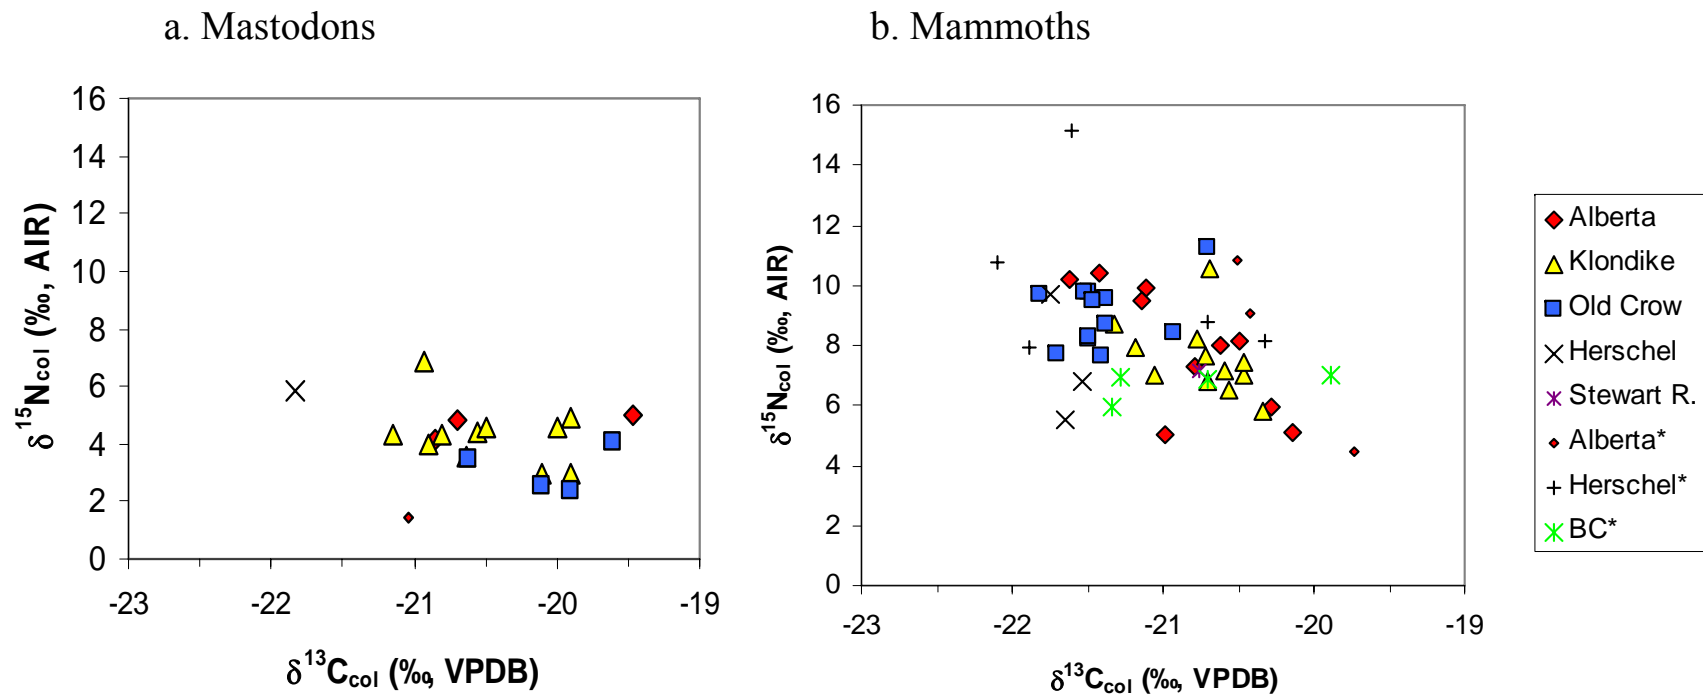 a. Mastodons
16
14
12
10
8
6
4
2
0
-23
-22
-21
-20
-19
δ15Ncol (‰, AIR)
δ13Ccol (‰, VPDB)
b. Mammoths
16
14
12
10
8
6
4
2
0
-23
-22
-21
-20
-19
δ15Ncol (‰, AIR)
δ13Ccol (‰, VPDB)
Alberta
Klondike
Old Crow
Herschel
Stewart R.
Alberta*
Herschel*
BC*